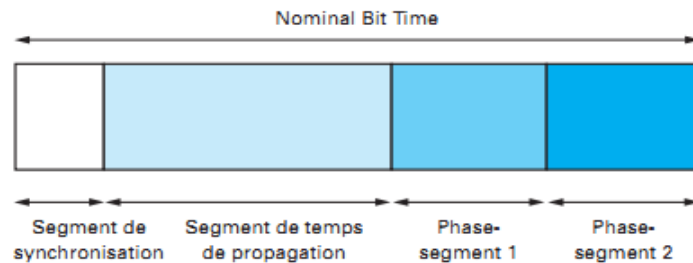 Nominal Bit Time
Segment de
synchronisation
Segment de temps
de propagation
Phase-
segment 1
Phase-
segment 2